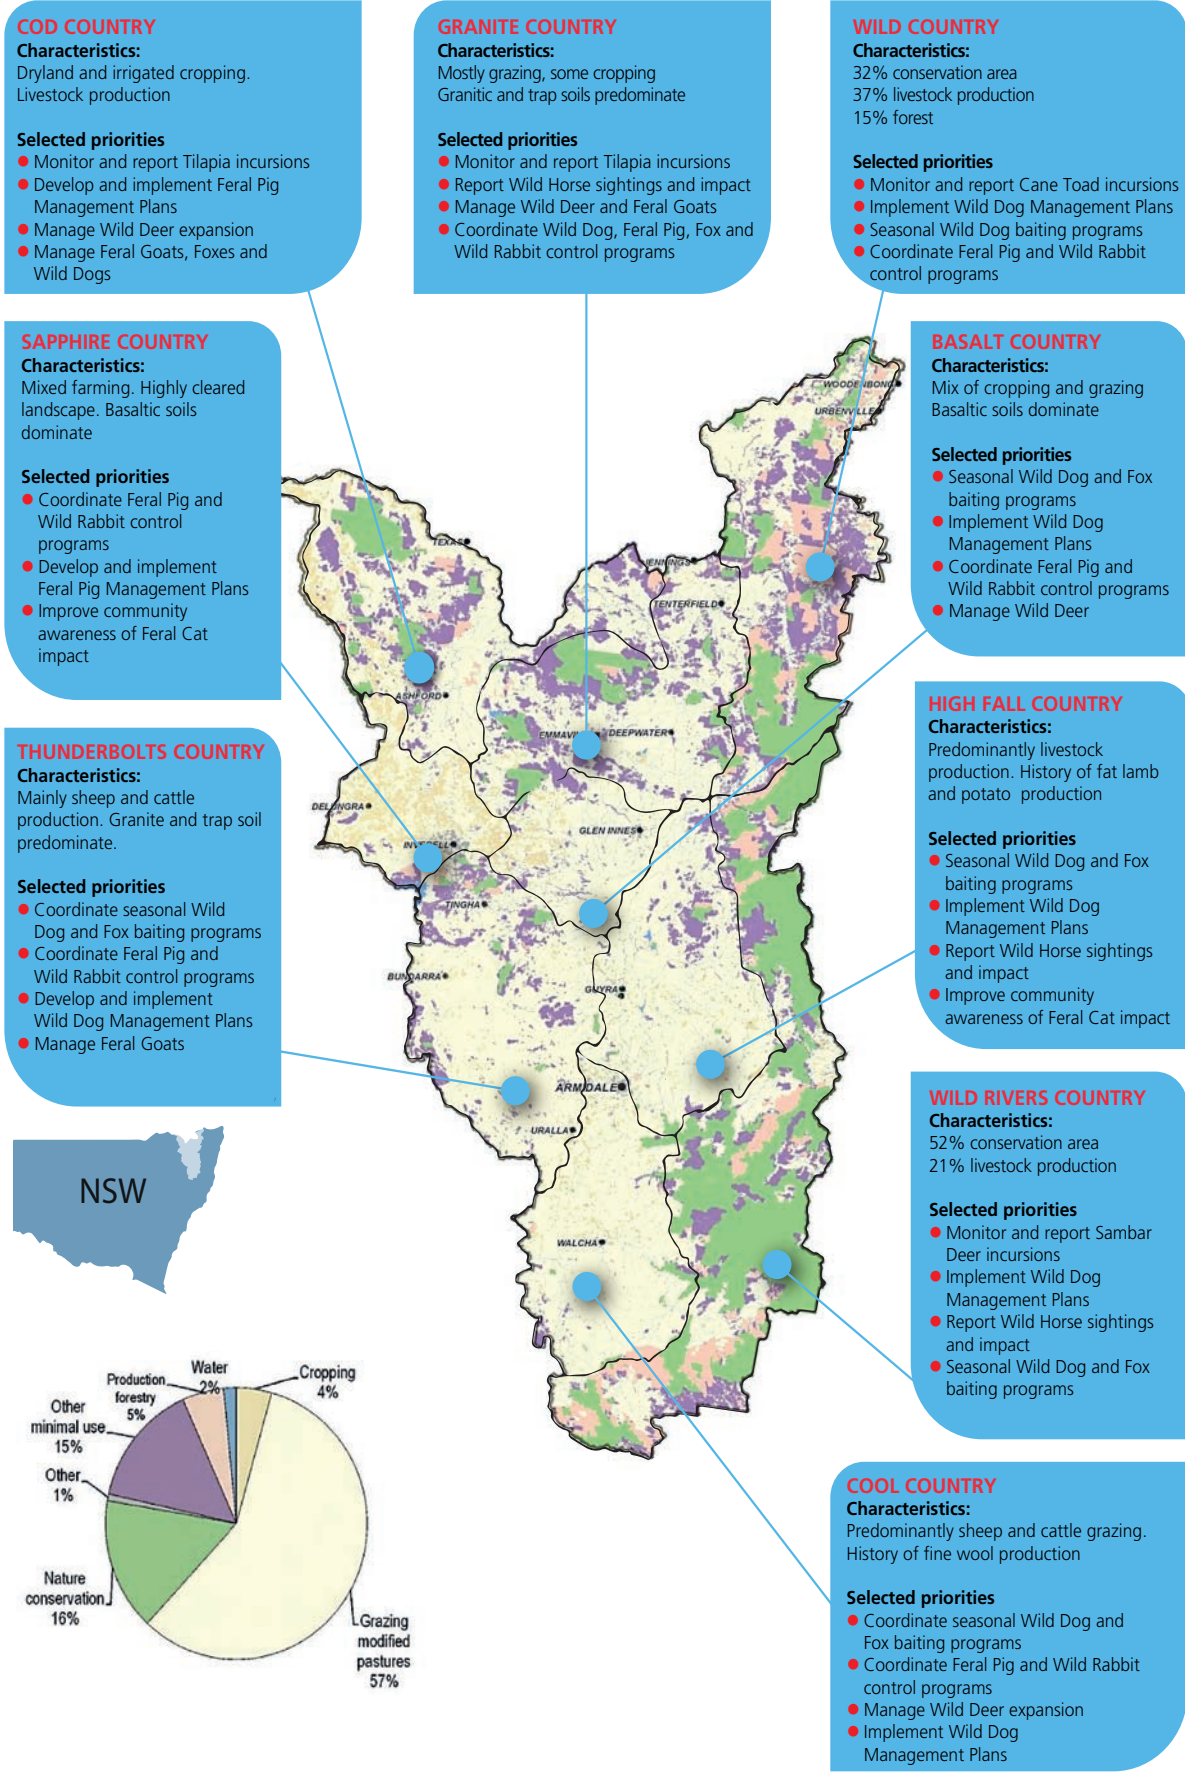 COD COUNTRY
Characteristics:
Dryland and irrigated cropping.
Livestock production
Selected priorities
● Monitor and report Tilapia incursions
● Develop and implement Feral Pig
Management Plans
● Manage Wild Deer expansion
● Manage Feral Goats, Foxes and
Wild Dogs
GRANITE COUNTRY
Characteristics:
Mostly grazing, some cropping
Granitic and trap soils predominate
Selected priorities
● Monitor and report Tilapia incursions
● Report Wild Horse sightings and impact
● Manage Wild Deer and Feral Goats
● Coordinate Wild Dog, Feral Pig, Fox and
Wild Rabbit control programs
WILD COUNTRY
Characteristics:
32% conservation area
37% livestock production
15% forest
Selected priorities
● Monitor and report Cane Toad incursions
● Implement Wild Dog Management Plans
● Seasonal Wild Dog baiting programs
● Coordinate Feral Pig and Wild Rabbit
control programs
SAPPHIRE COUNTRY
Characteristics:
Mixed farming. Highly cleared
landscape. Basaltic soils
dominate
Selected priorities
● Coordinate Feral Pig and
Wild Rabbit control
programs
● Develop and implement
Feral Pig Management Plans
● Improve community
awareness of Feral Cat
impact
BASALT COUNTRY
Characteristics:
Mix of cropping and grazing
Basaltic soils dominate
Selected priorities
● Seasonal Wild Dog and Fox
baiting programs
● Implement Wild Dog
Management Plans
● Coordinate Feral Pig and
Wild Rabbit control programs
● Manage Wild Deer
THUNDERBOLTS COUNTRY
Characteristics:
Mainly sheep and cattle
production. Granite and trap soil
predominate.
Selected priorities
● Coordinate seasonal Wild
Dog and Fox baiting programs
● Coordinate Feral Pig and
Wild Rabbit control programs
● Develop and implement
Wild Dog Management Plans
● Manage Feral Goats
HIGH FALL COUNTRY
Characteristics:
Predominantly livestock
production. History of fat lamb
and potato production
Selected priorities
● Seasonal Wild Dog and Fox
baiting programs
● Implement Wild Dog
Management Plans
● Report Wild Horse sightings
and impact
● Improve community
awareness of Feral Cat impact
WILD RIVERS COUNTRY
Characteristics:
52% conservation area
21% livestock production
Selected priorities
● Monitor and report Sambar
Deer incursions
● Implement Wild Dog
Management Plans
● Report Wild Horse sightings
and impact
● Seasonal Wild Dog and Fox
baiting programs
COOL COUNTRY
Characteristics:
Predominantly sheep and cattle grazing.
History of fine wool production
Selected priorities
● Coordinate seasonal Wild Dog and
Fox baiting programs
● Coordinate Feral Pig and Wild Rabbit
control programs
● Manage Wild Deer expansion
● Implement Wild Dog
Management Plans
WOODENBONG
URBENVILLE
TEXAS
JENNINGS
TENTERFIELD
ASHFORD
DEEPWATER
DELUNGRA
GLEN INNES
TINGHA
BUNDARRA
GUYRA
ARMIDALE
URALLA
WALCHA
NSW
Water
2%
Cropping
4%
Production
forestry
5%
Other
minimal use
15%
Other
1%
Nature
conservation
16%
Grazing
modified
pastures
57%